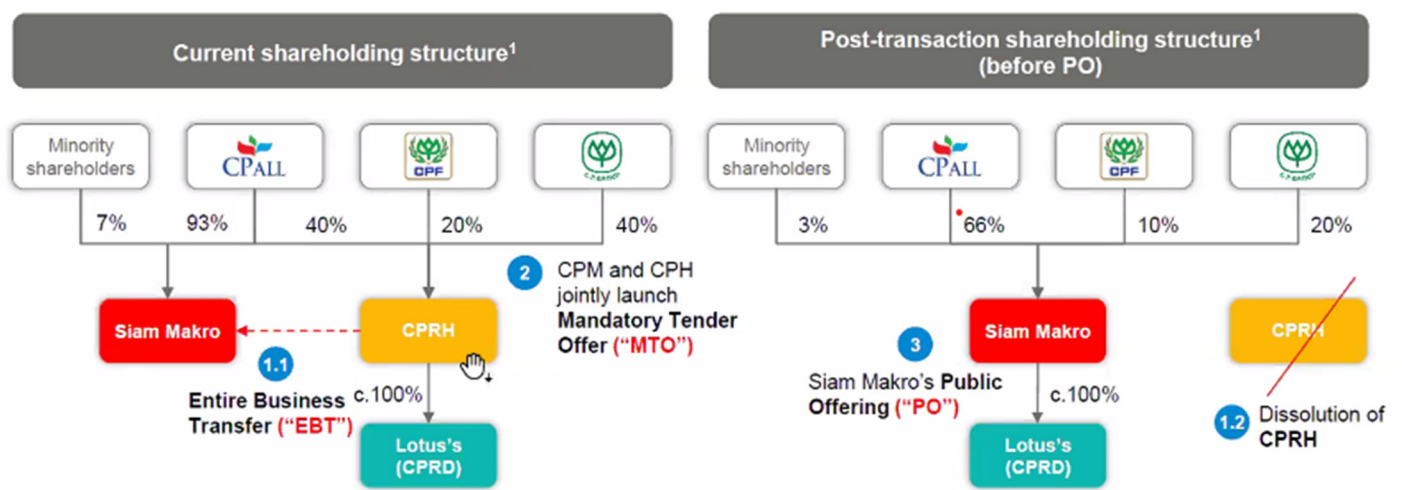 Current shareholding structure¹
Post-transaction shareholding structure¹
(before PO)
Minority
shareholders
CPALL
CPF
C.P. GROUP
Minority
shareholders
CPALL
CPF
7%
93%
40%
20%
40%
3%
66%
10%
20%
2
CPM and CPH
jointly launch
Mandatory Tender
Offer ("MTO")
Siam Makro
CPRH
Siam Makro
CPRH
1.1
Entire Business
Transfer ("EBT")
c.100%
3
Siam Makro's Public
Offering ("PO")
c.100%
1.2
Dissolution of
CPRH
Lotus's
(CPRD)
Lotus's
(CPRD)